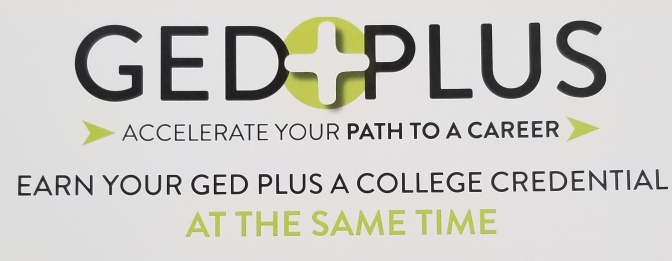 GED+PLUS
ACCELERATE YOUR PATH TO A CAREER
EARN YOUR GED PLUS A COLLEGE CREDENTIAL
AT THE SAME TIME